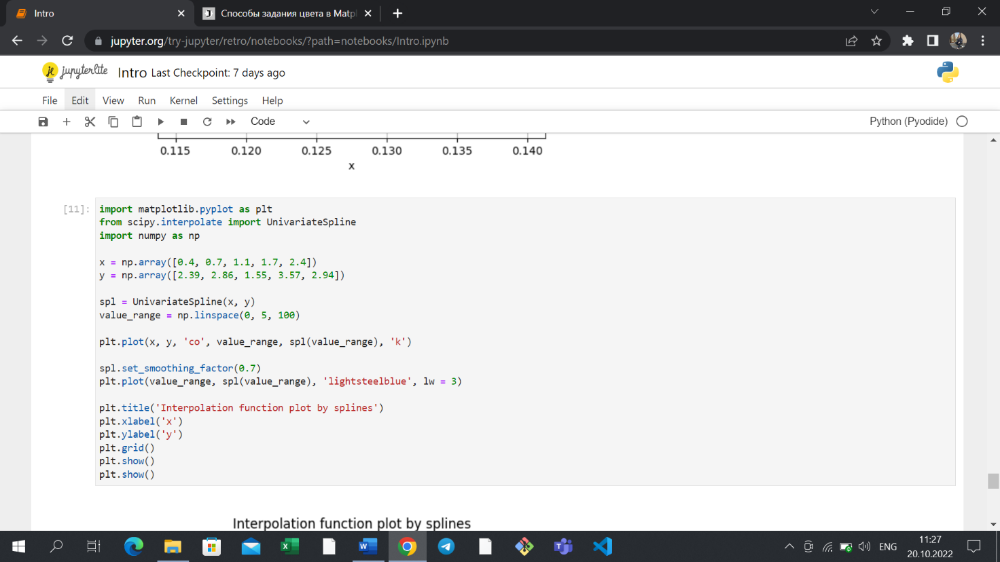 Intro
Способы задания цвета в Matpl
jupyter.org/try-jupyter/retro/notebooks/?path=notebooks/Intro.ipynb
jupyterlite Intro Last Checkpoint: 7 days ago
File Edit View Run Kernel Settings Help
Code
Python (Pyodide)
0.115 0.120 0.125 0.130 0.135 0.140
x
[11]:
import matplotlib.pyplot as plt
from scipy.interpolate import UnivariateSpline
import numpy as np
x = np.array([0.4, 0.7, 1.1, 1.7, 2.4])
y = np.array([2.39, 2.86, 1.55, 3.57, 2.94])
spl = UnivariateSpline(x, y)
value_range = np.linspace(0, 5, 100)
plt.plot(x, y, 'co', value_range, spl(value_range), 'k')
spl.set_smoothing_factor(0.7)
plt.plot(value_range, spl(value_range), 'lightsteelblue', lw = 3)
plt.title('Interpolation function plot by splines')
plt.xlabel('x')
plt.ylabel('y')
plt.grid()
plt.show()
plt.show()
Interpolation function plot by splines
ENG
11:27
20.10.2022